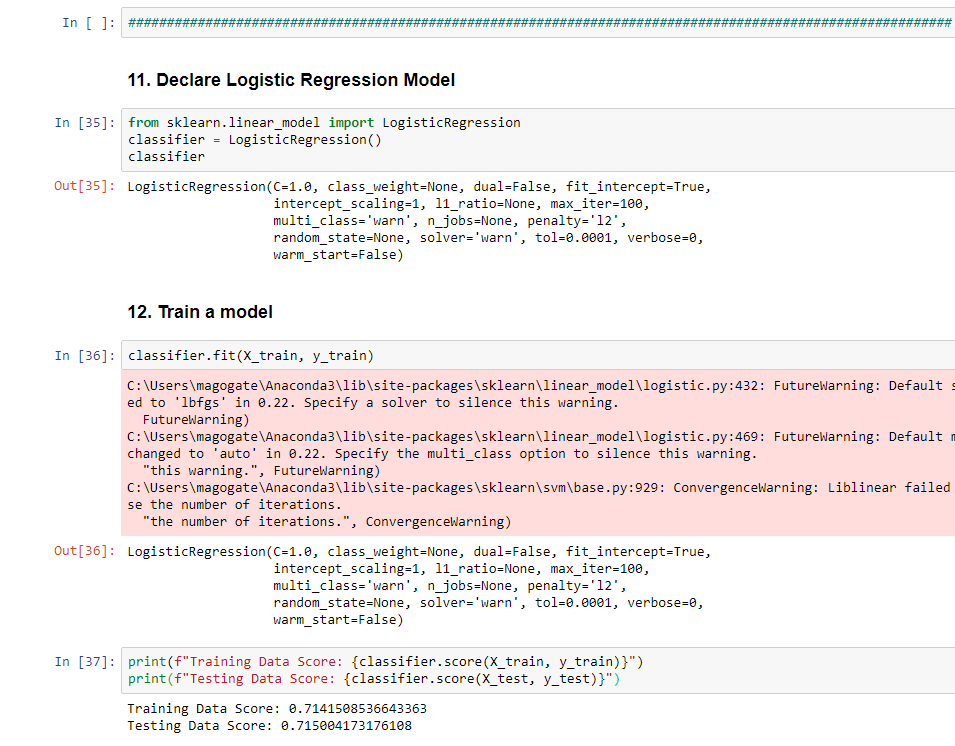 In [ ]: ###########################################################################################################
11. Declare Logistic Regression Model
In [35]: from sklearn.linear_model import LogisticRegression
classifier = LogisticRegression()
classifier
Out[35]: LogisticRegression(C=1.0, class_weight=None, dual=False, fit_intercept=True,
intercept_scaling=1, l1_ratio=None, max_iter=100,
multi_class='warn', n_jobs=None, penalty='l2',
random_state=None, solver='warn', tol=0.0001, verbose=0,
warm_start=False)
12. Train a model
In [36]: classifier.fit(X_train, y_train)
C:\Users\magogate\Anaconda3\lib\site-packages\sklearn\linear_model\logistic.py:432: FutureWarning: Default s
ed to 'lbfgs' in 0.22. Specify a solver to silence this warning.
FutureWarning)
C:\Users\magogate\Anaconda3\lib\site-packages\sklearn\linear_model\logistic.py:469: FutureWarning: Default m
changed to 'auto' in 0.22. Specify the multi_class option to silence this warning.
"this warning.", FutureWarning)
C:\Users\magogate\Anaconda3\lib\site-packages\sklearn\svm\base.py:929: ConvergenceWarning: Liblinear failed
se the number of iterations.
"the number of iterations.", ConvergenceWarning)
Out[36]: LogisticRegression(C=1.0, class_weight=None, dual=False, fit_intercept=True,
intercept_scaling=1, l1_ratio=None, max_iter=100,
multi_class='warn', n_jobs=None, penalty='l2',
random_state=None, solver='warn', tol=0.0001, verbose=0,
warm_start=False)
In [37]: print(f"Training Data Score: {classifier.score(X_train, y_train)}")
print(f"Testing Data Score: {classifier.score(X_test, y_test)}")
Training Data Score: 0.7141508536643363
Testing Data Score: 0.715004173176108